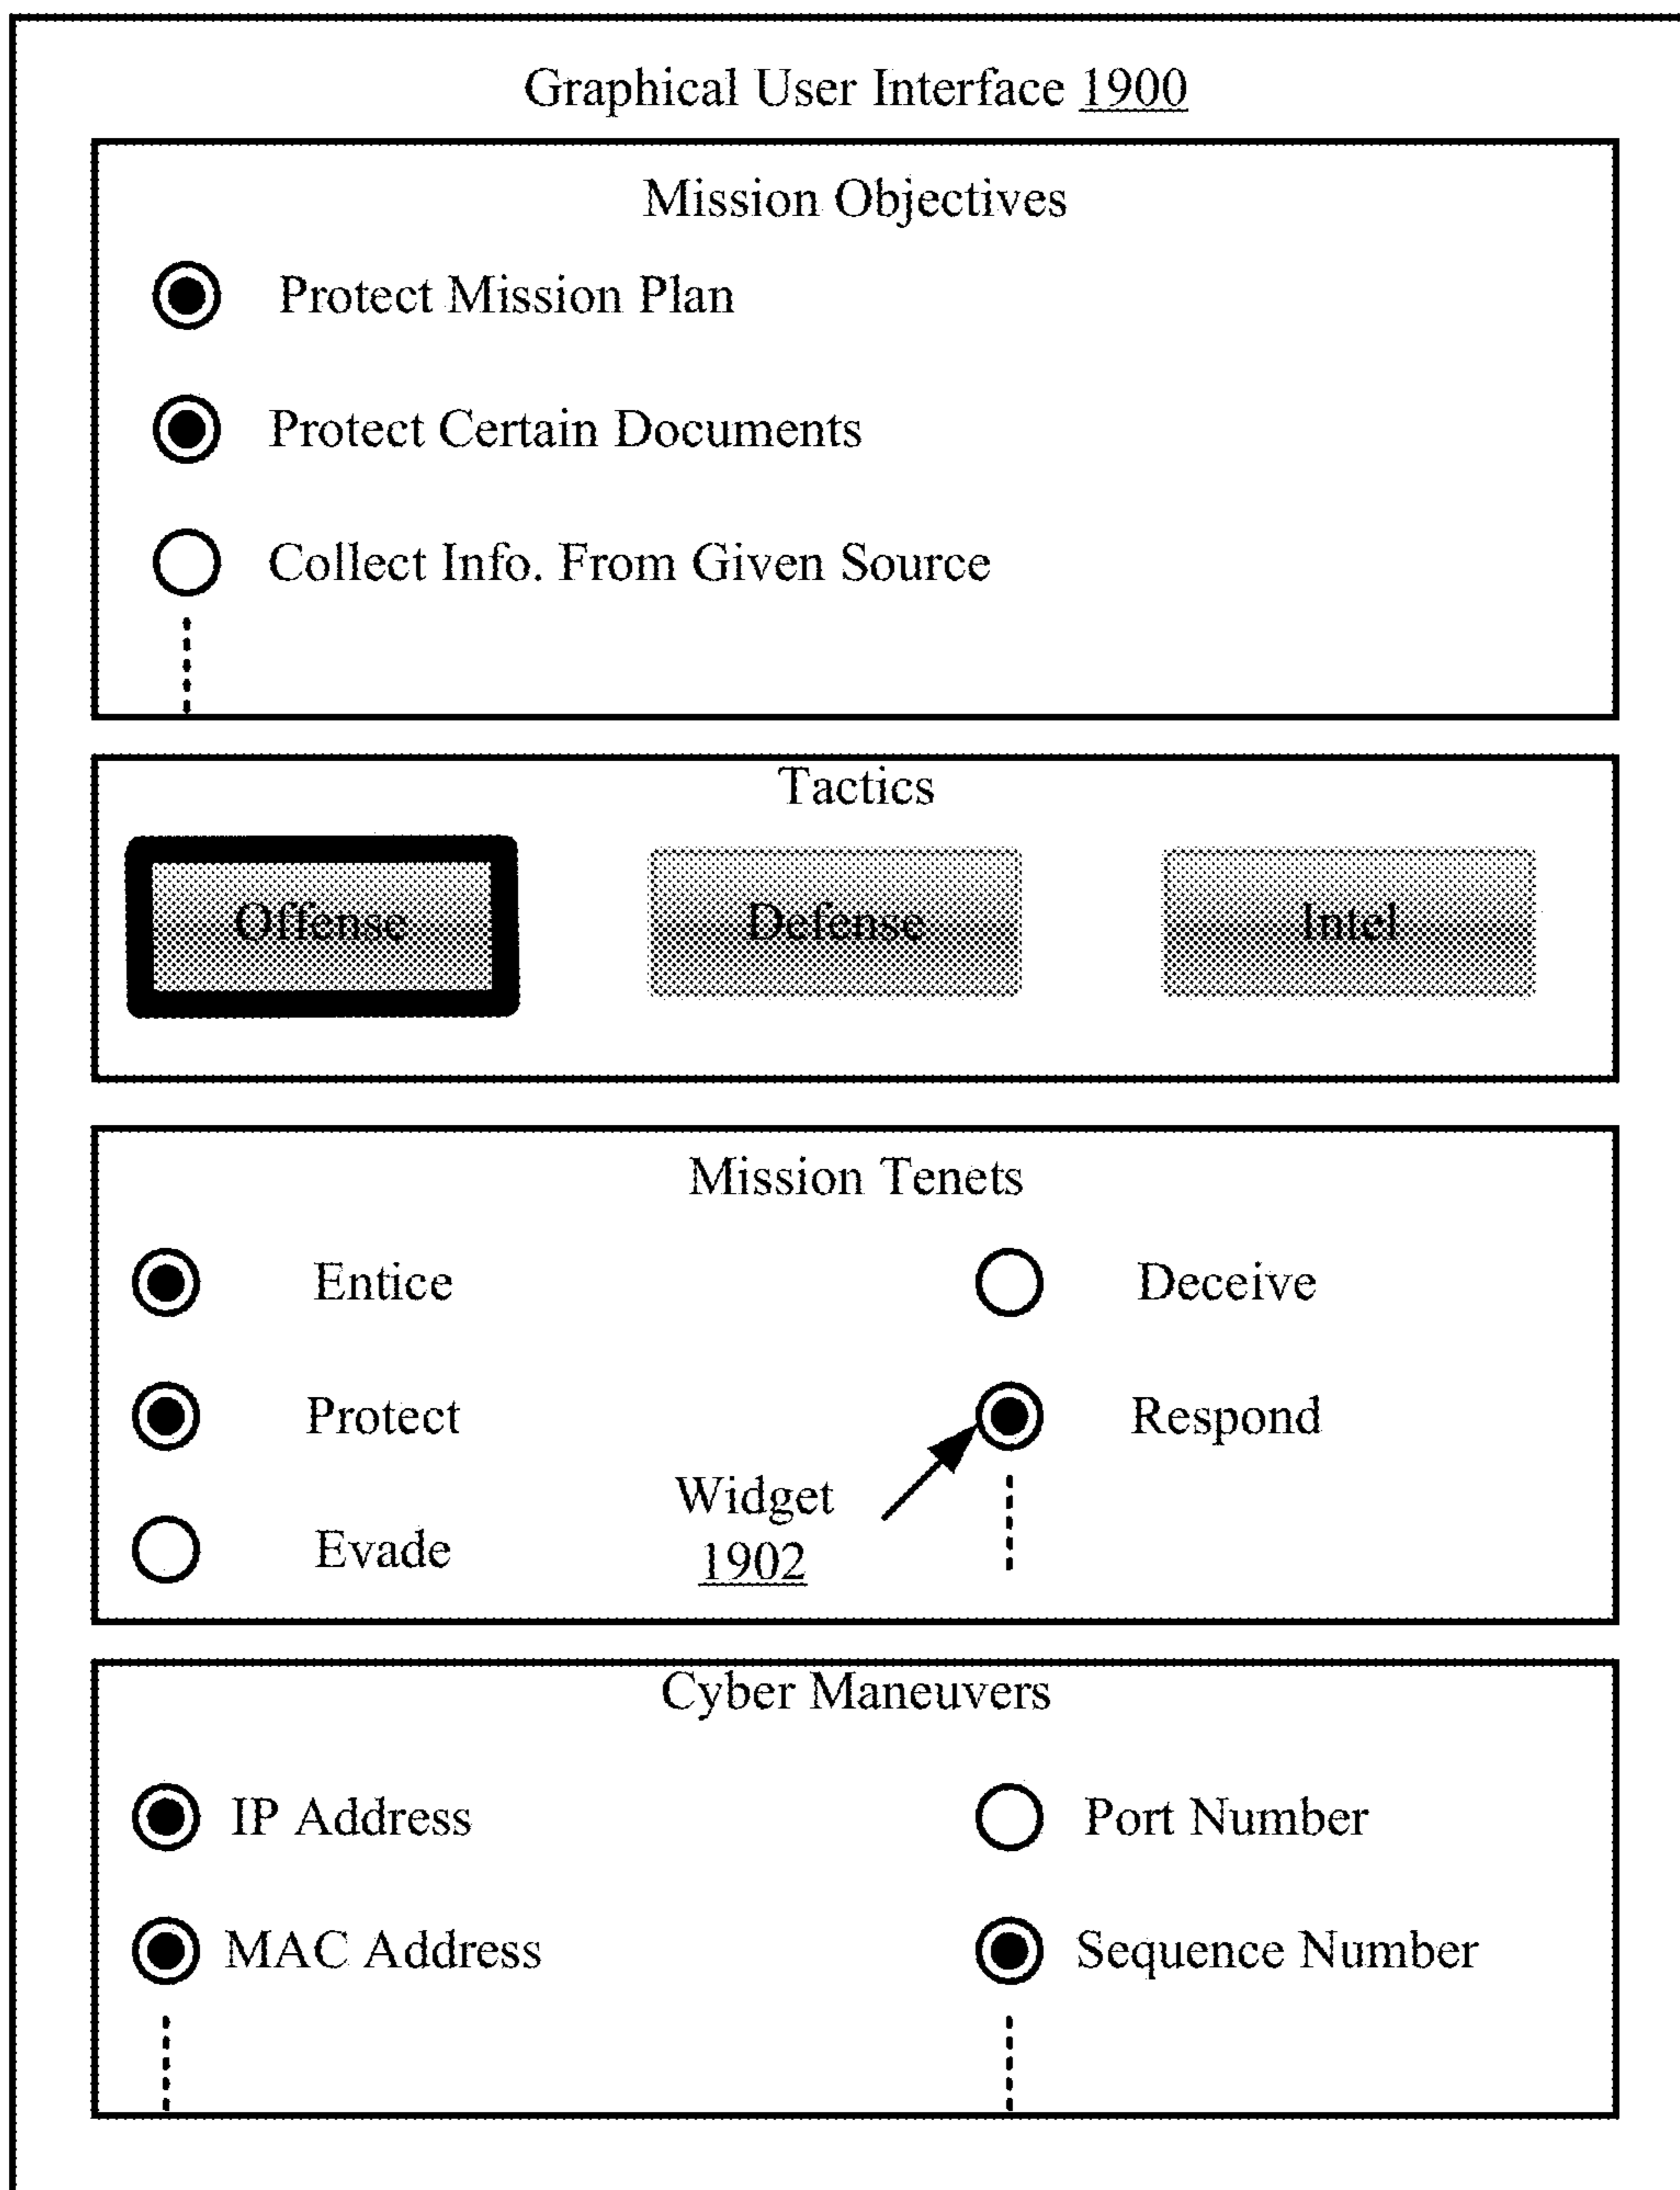 Graphical User Interface 1900
Mission Objectives
Protect Mission Plan
Protect Certain Documents
Collect Info. From Given Source
Tactics
Offense Defense Intel
Mission Tenets
Entice Deceive
Protect Respond
Widget
1902
Evade
Cyber Maneuvers
IP Address Port Number
MAC Address Sequence Number